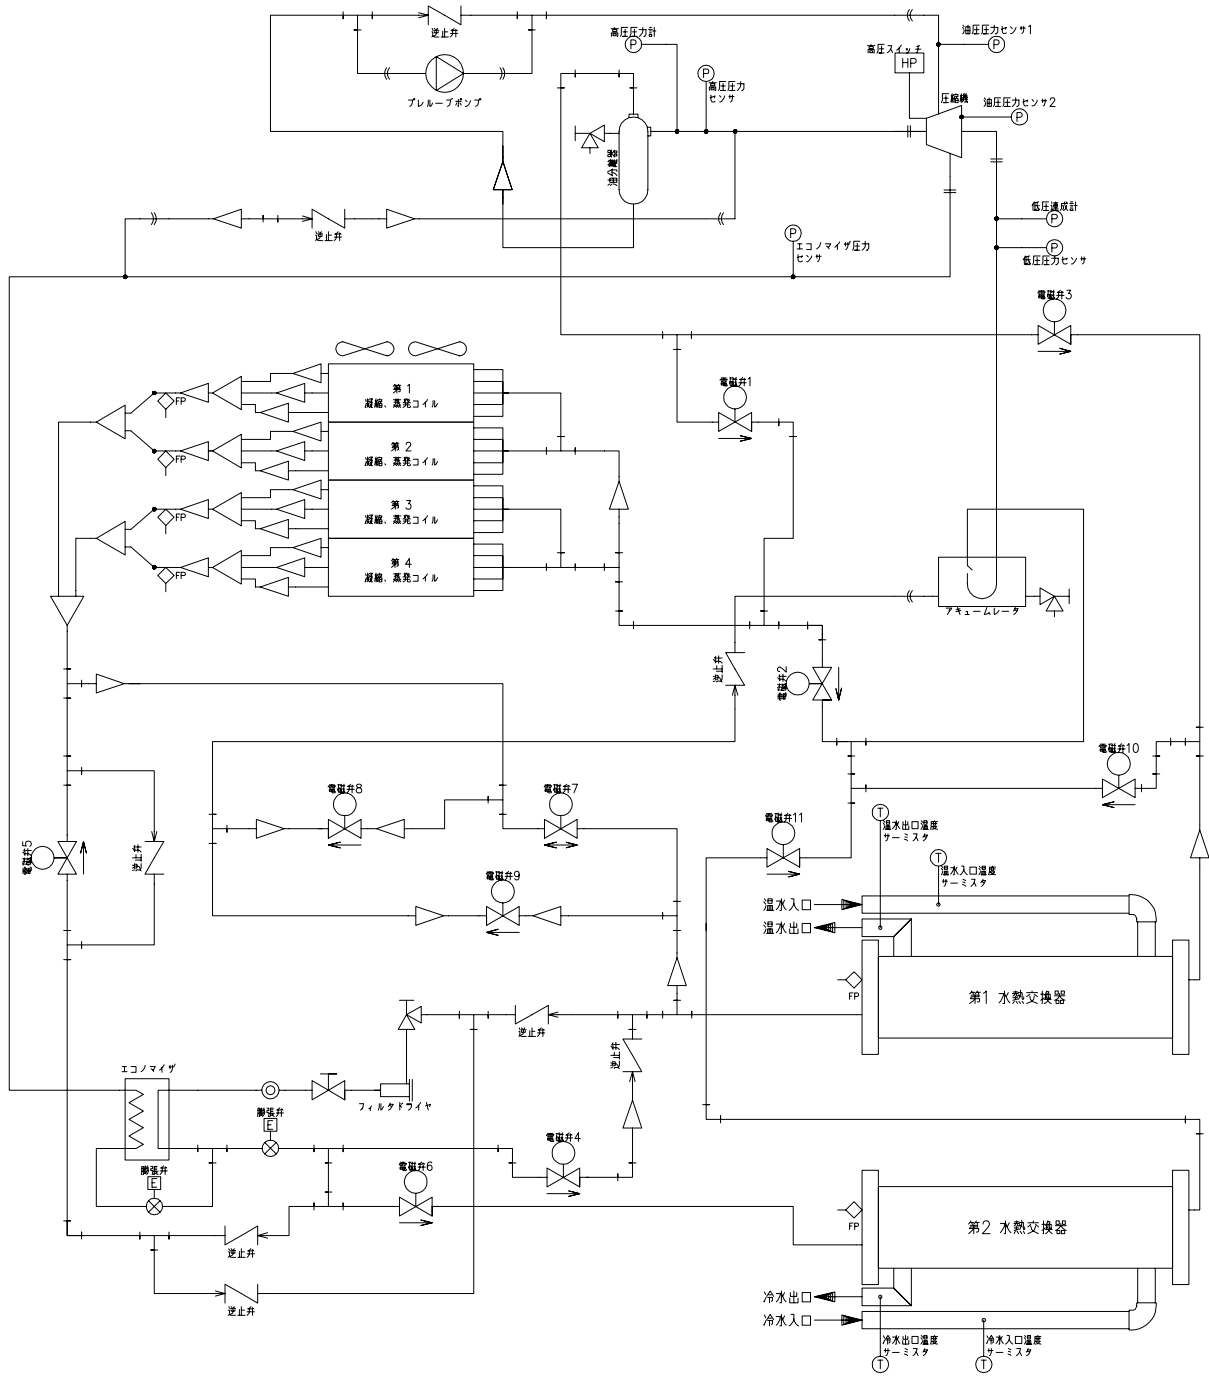 逆止弁
プレルーブポンプ
高圧圧力計
P
P
高圧圧力
センサ
高圧スイッチ
HP
油圧圧力センサ1
P
圧縮機
油圧圧力センサ2
P
油分離器
逆止弁
P
エコノマイザ圧力
センサ
低圧連成計
P
P
低圧圧力センサ
電磁弁3
電磁弁1
第 1
凝縮、蒸発コイル
FP
第 2
凝縮、蒸発コイル
FP
第 3
凝縮、蒸発コイル
FP
第 4
凝縮、蒸発コイル
FP
アキュームレータ
逆止弁
電磁弁2
電磁弁10
電磁弁8
電磁弁7
電磁弁11
T
温水出口温度
サーミスタ
T
温水入口温度
サーミスタ
電磁弁5
逆止弁
電磁弁9
温水入口
温水出口
FP
第1 水熱交換器
逆止弁
逆止弁
エコノマイザ
フィルタドライヤ
膨張弁
E
電磁弁4
膨張弁
E
電磁弁6
FP
第2 水熱交換器
逆止弁
逆止弁
冷水出口
冷水入口
冷水出口温度
サーミスタ
T
冷水入口温度
サーミスタ
T